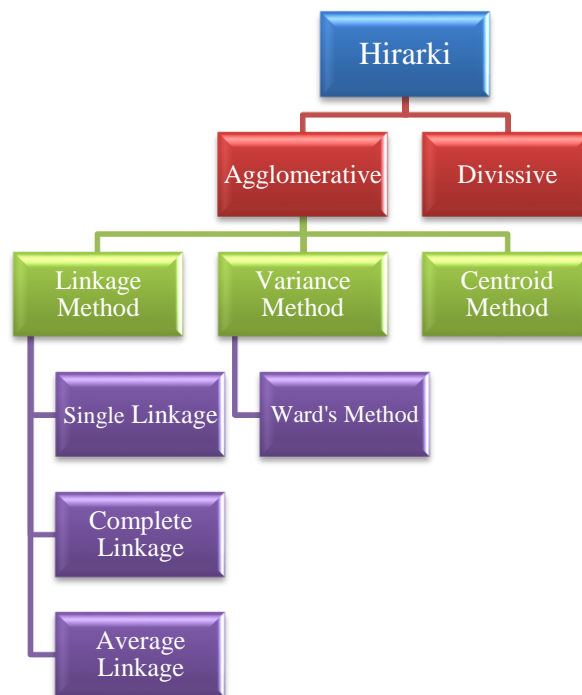 Hirarki
Agglomerative
Divissive
Linkage
Method
Variance
Method
Centroid
Method
Single Linkage
Ward's Method
Complete
Linkage
Average
Linkage